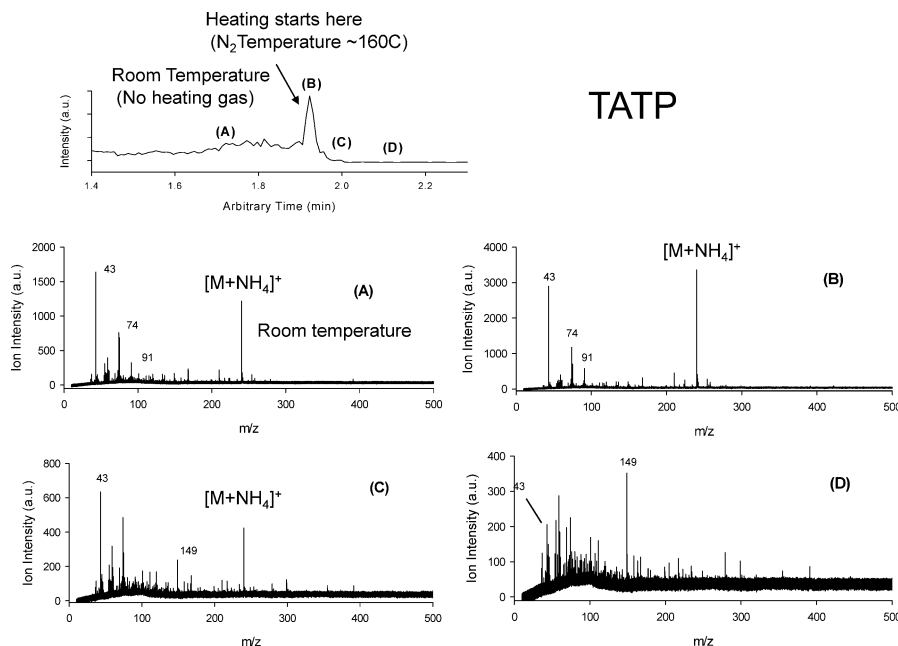 Heating starts here
(N₂Temperature ~160C)
Room Temperature
(No heating gas)
(A)
(B)
(C)
(D)
TATP
Intensity (a.u.)
1.4 1.6 1.8 2.0 2.2
Arbitrary Time (min)
2000
1500
1000
500
0
Ion Intensity (a.u.)
43
74
91
[M+NH₄]⁺
(A)
Room temperature
0 100 200 300 400 500
m/z
4000
3000
2000
1000
0
Ion Intensity (a.u.)
43
74
91
[M+NH₄]⁺
(B)
0 100 200 300 400 500
m/z
800
600
400
200
0
Ion Intensity (a.u.)
43
149
[M+NH₄]⁺
(C)
0 100 200 300 400 500
m/z
400
300
200
100
0
Ion Intensity (a.u.)
43
149
(D)
0 100 200 300 400 500
m/z